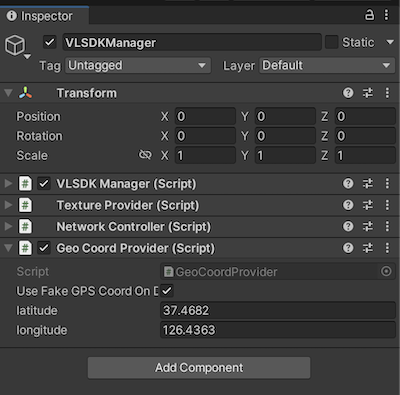 Inspector
VLSDKManager Static
Tag Untagged Layer Default
Transform
Position X 0 Y 0 Z 0
Rotation X 0 Y 0 Z 0
Scale X 1 Y 1 Z 1
# VLSDK Manager (Script)
# Texture Provider (Script)
# Network Controller (Script)
# Geo Coord Provider (Script)
Script # GeoCoordProvider
Use Fake GPS Coord On D
latitude 37.4682
longitude 126.4363
Add Component